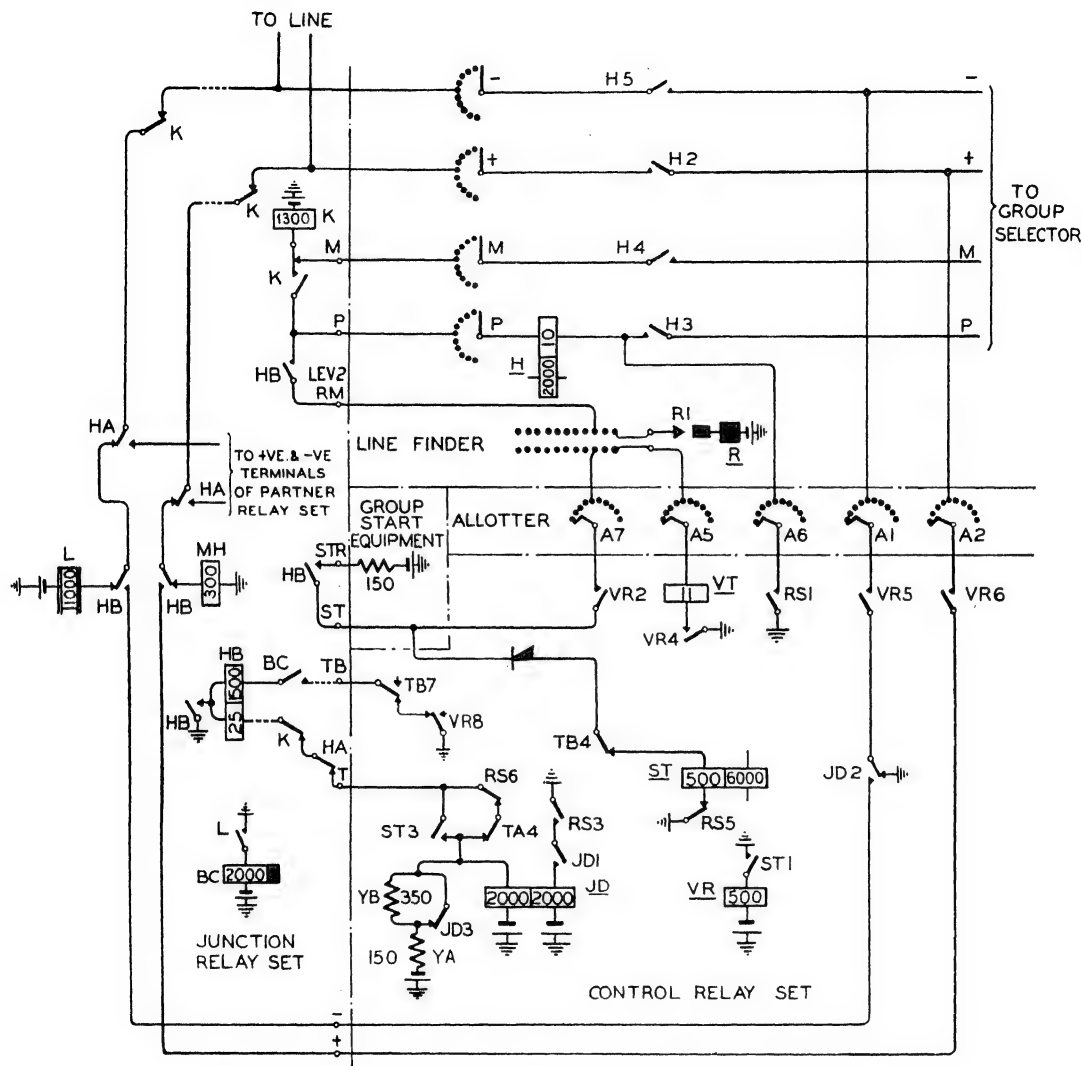 TO LINE
- H5 -
K
+ H2 +
K
1300 K
TO
GROUP
SELECTOR
M M H4 M
K
P P 10 H3 P
H 2000
HB LEV2
RM
R1
R
LINE FINDER
HA
TO +VE. & -VE
TERMINALS
OF PARTNER
RELAY SET
HA
GROUP
START
EQUIPMENT
ALLOTTER
A7 A5 A6 A1 A2
L
1000
HB
MH
300
HB
STR
HB
150
ST
VR2
VT
VR4
RS1
VR5
VR6
HB
500
25
BC
TB
TB7
VR8
HB
K
HA
T
TB4
ST
500 6000
RS5
JD2
RS6
ST3
TA4
RS3
JD1
JD
2000 2000
ST1
VR
500
L
BC 2000
YB 350
JD3
150 YA
JUNCTION
RELAY SET
CONTROL RELAY SET
-
+